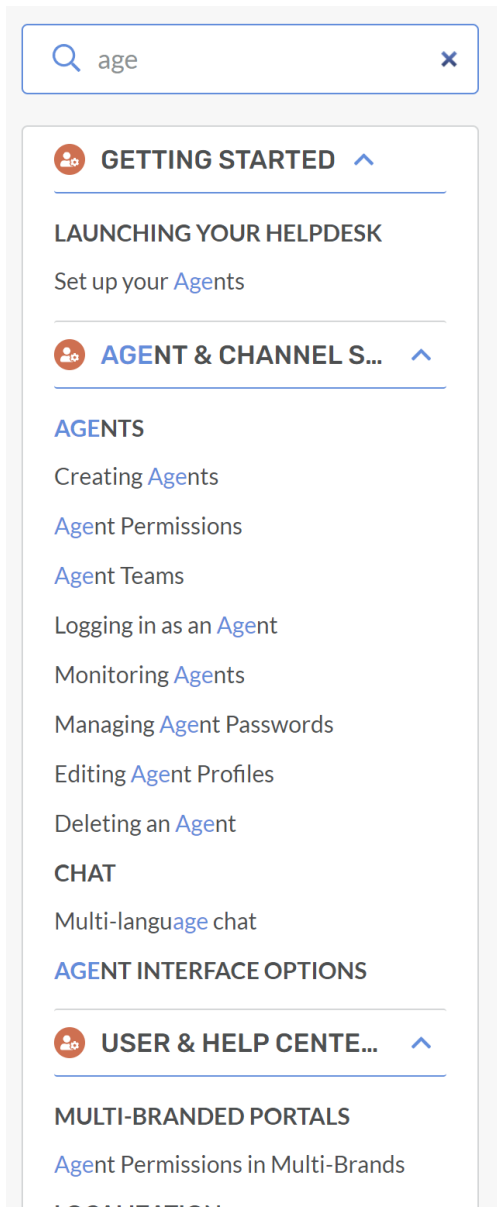 age
GETTING STARTED
LAUNCHING YOUR HELPDESK
Set up your Agents
AGENT & CHANNEL S...
AGENTS
Creating Agents
Agent Permissions
Agent Teams
Logging in as an Agent
Monitoring Agents
Managing Agent Passwords
Editing Agent Profiles
Deleting an Agent
CHAT
Multi-language chat
AGENT INTERFACE OPTIONS
USER & HELP CENTE...
MULTI-BRANDED PORTALS
Agent Permissions in Multi-Brands
LOCALIZATION